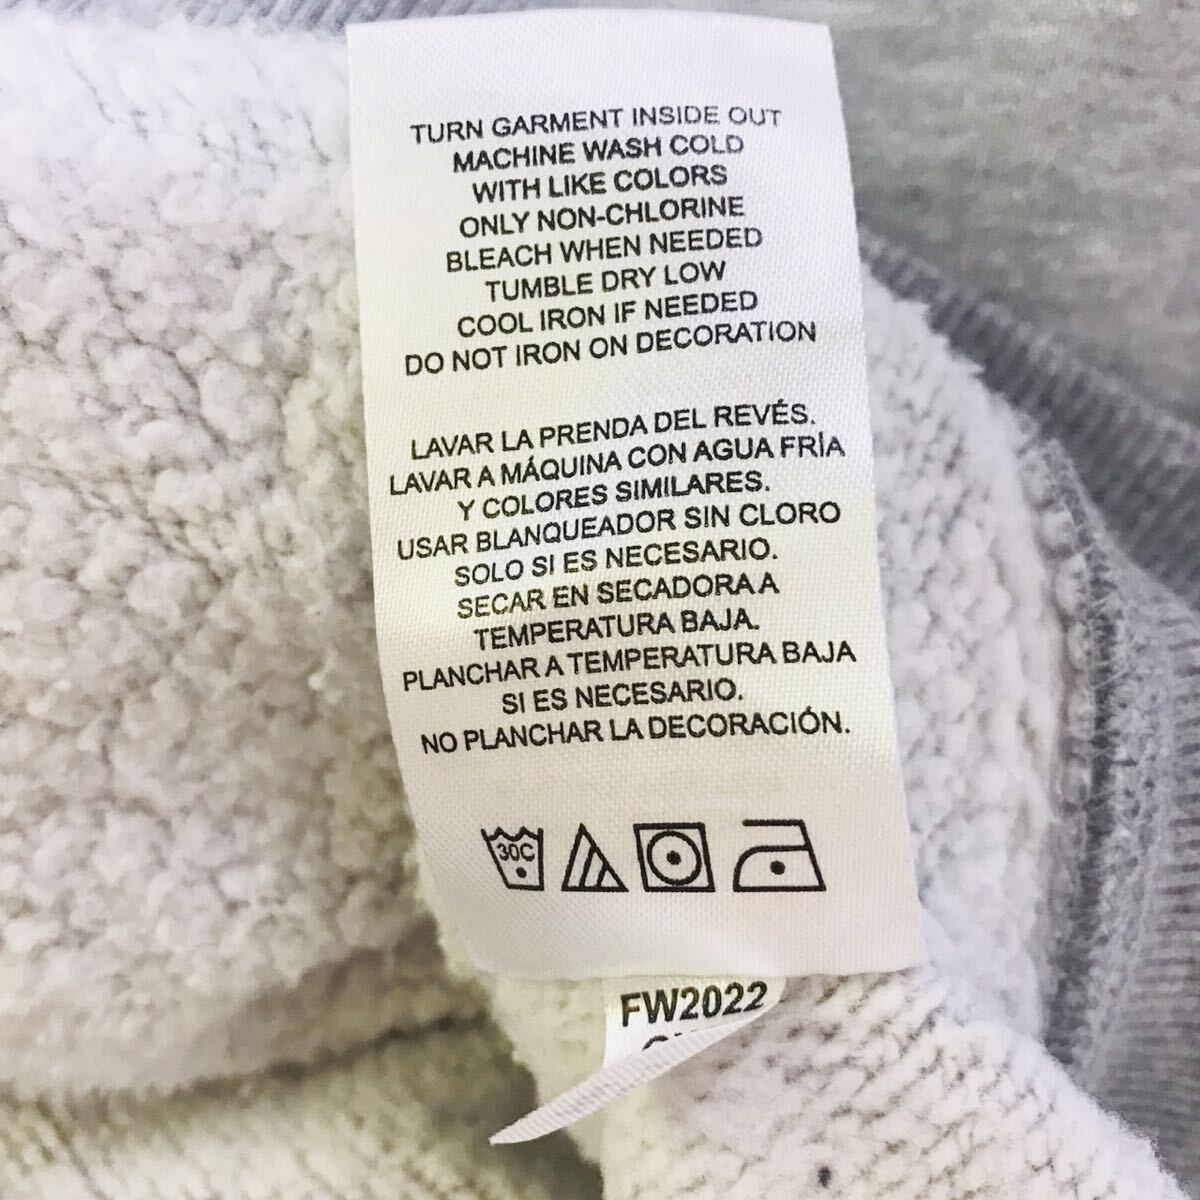 TURN GARMENT INSIDE OUT
MACHINE WASH COLD
WITH LIKE COLORS
ONLY NON-CHLORINE
BLEACH WHEN NEEDED
TUMBLE DRY LOW
COOL IRON IF NEEDED
DO NOT IRON ON DECORATION
LAVAR LA PRENDA DEL REVÉS.
LAVAR A MÁQUINA CON AGUA FRÍA
Y COLORES SIMILARES.
USAR BLANQUEADOR SIN CLORO
SOLO SI ES NECESARIO.
SECAR EN SECADORA A
TEMPERATURA BAJA.
PLANCHAR A TEMPERATURA BAJA
SI ES NECESARIO.
NO PLANCHAR LA DECORACIÓN.
30C
FW2022